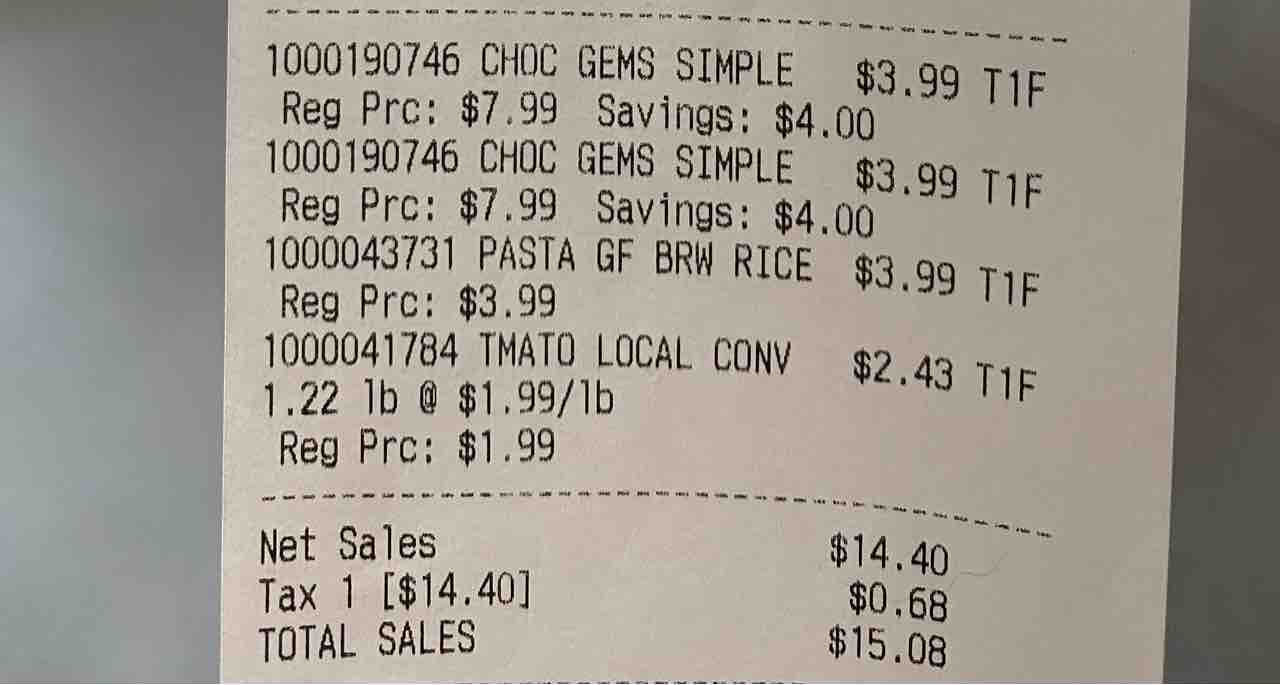 1000190746 CHOC GEMS SIMPLE $3.99 T1F
Reg Prc: $7.99 Savings: $4.00
1000190746 CHOC GEMS SIMPLE $3.99 T1F
Reg Prc: $7.99 Savings: $4.00
1000043731 PASTA GF BRW RICE $3.99 T1F
Reg Prc: $3.99
1000041784 TMATO LOCAL CONV $2.43 T1F
1.22 lb @ $1.99/lb
Reg Prc: $1.99
Net Sales $14.40
Tax 1 [$14.40] $0.68
TOTAL SALES $15.08